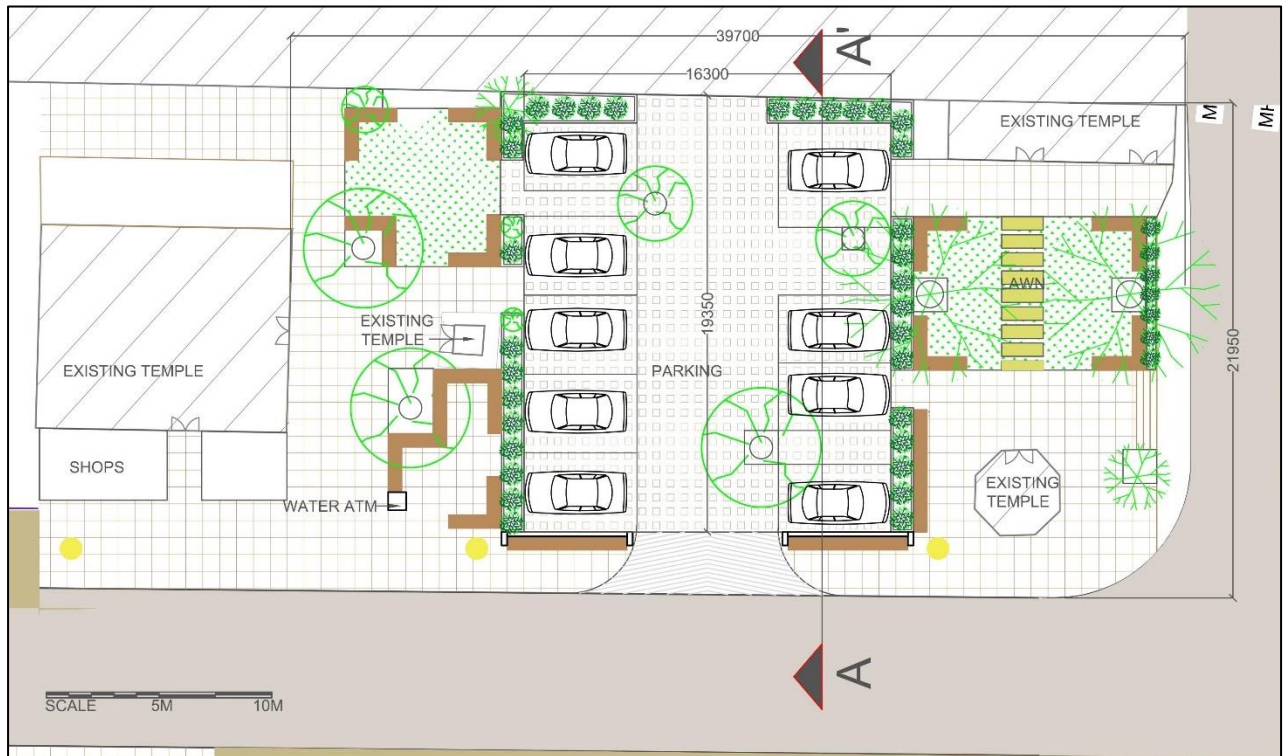 39700
A'
16300
M
MH
EXISTING TEMPLE
19350
AWN
EXISTING
TEMPLE
21950
EXISTING TEMPLE
PARKING
SHOPS
EXISTING
TEMPLE
WATER ATM
A
SCALE 5M 10M